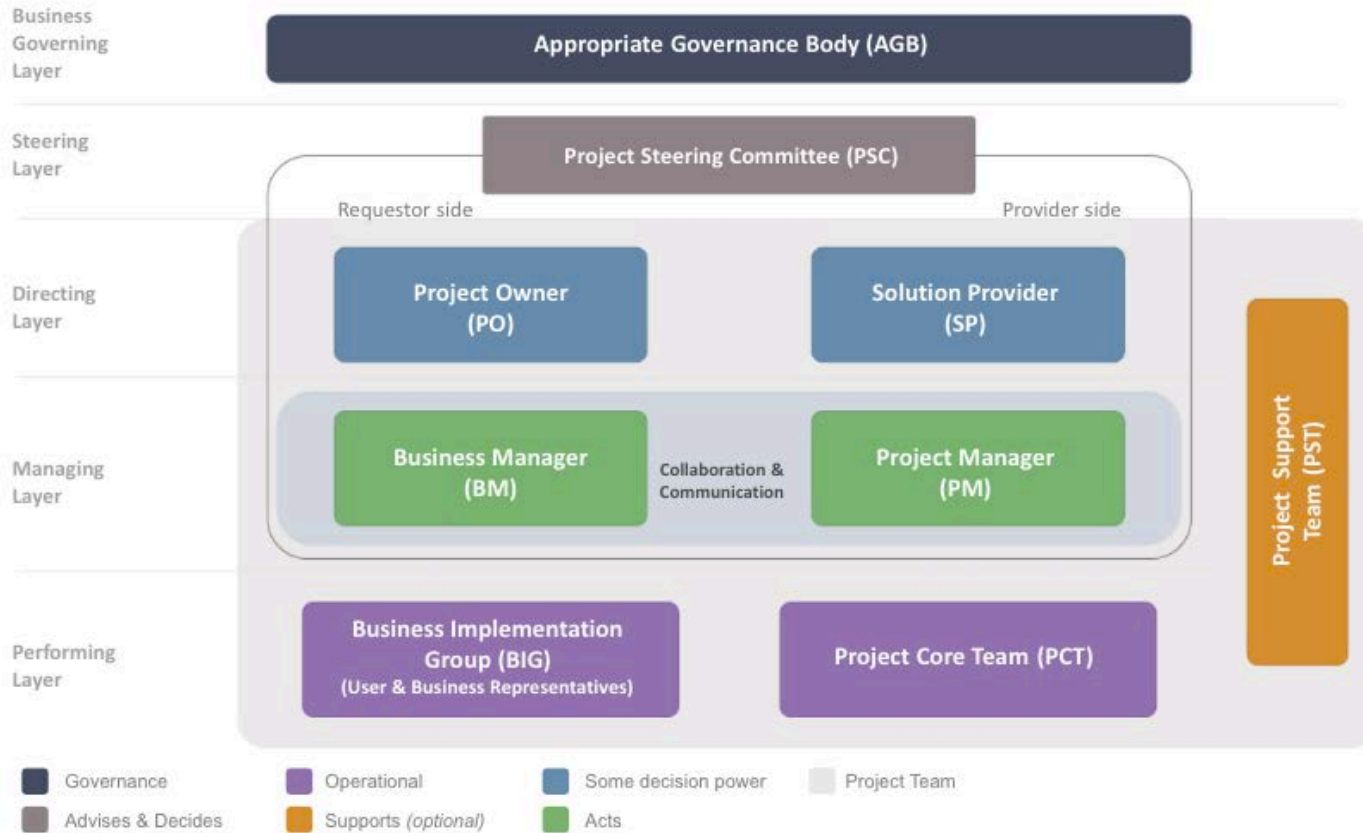 Business
Governing
Layer
Appropriate Governance Body (AGB)
Steering
Layer
Project Steering Committee (PSC)
Requestor side
Provider side
Directing
Layer
Project Owner
(PO)
Solution Provider
(SP)
Managing
Layer
Business Manager
(BM)
Collaboration &
Communication
Project Manager
(PM)
Project Support
Team (PST)
Performing
Layer
Business Implementation
Group (BIG)
(User & Business Representatives)
Project Core Team (PCT)
Governance
Operational
Some decision power
Project Team
Advises & Decides
Supports (optional)
Acts